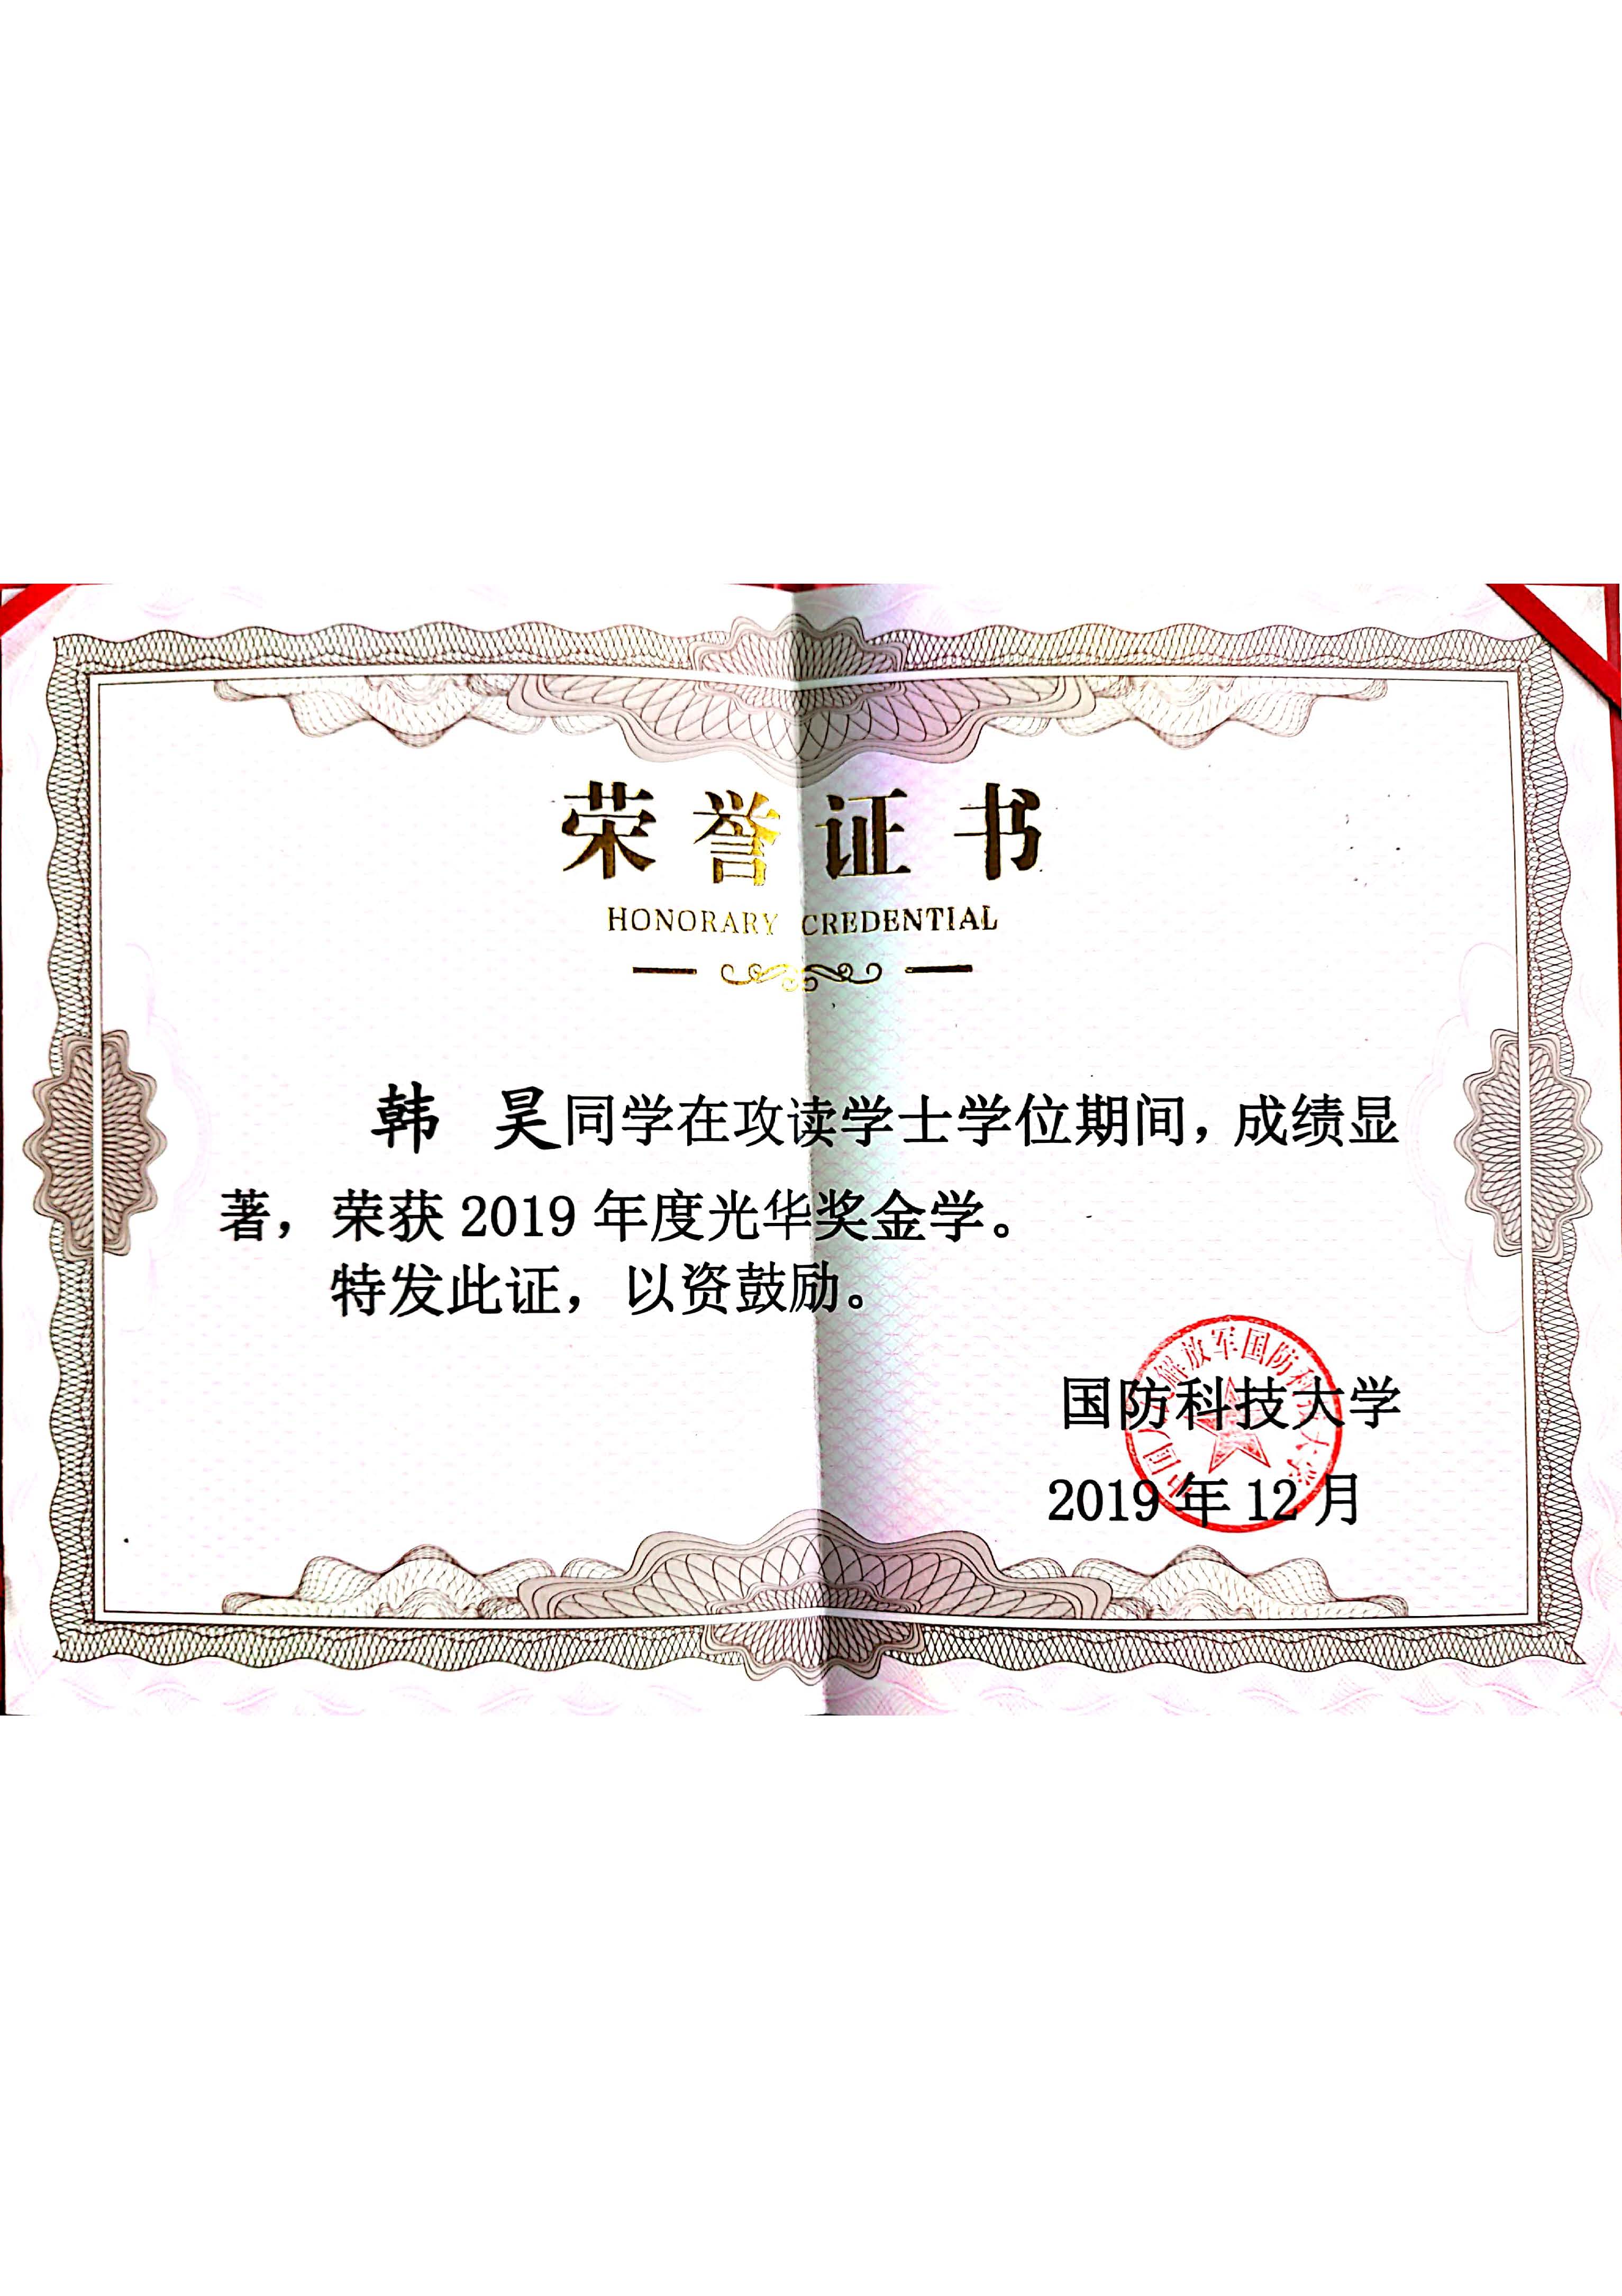 荣誉证书
HONORARY CREDENTIAL
韩 昊同学在攻读学士学位期间，成绩显
著，荣获 2019 年度光华奖金学。
特发此证，以资鼓励。
国防科技大学
2019 年 12 月
解放军国防科技大学